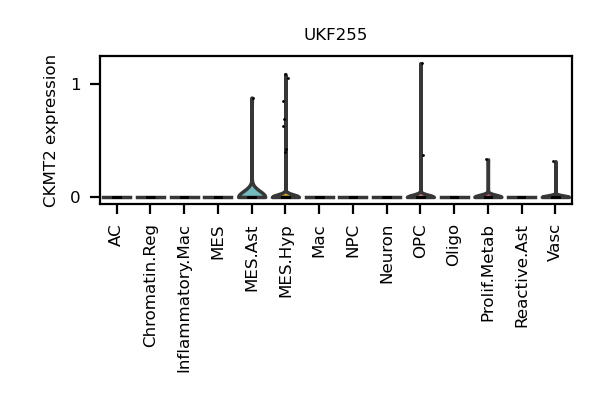 UKF255
CKMT2 expression
1
0
AC
Chromatin.Reg
Inflammatory.Mac
MES
MES.Ast
MES.Hyp
Mac
NPC
Neuron
OPC
Oligo
Prolif.Metab
Reactive.Ast
Vasc